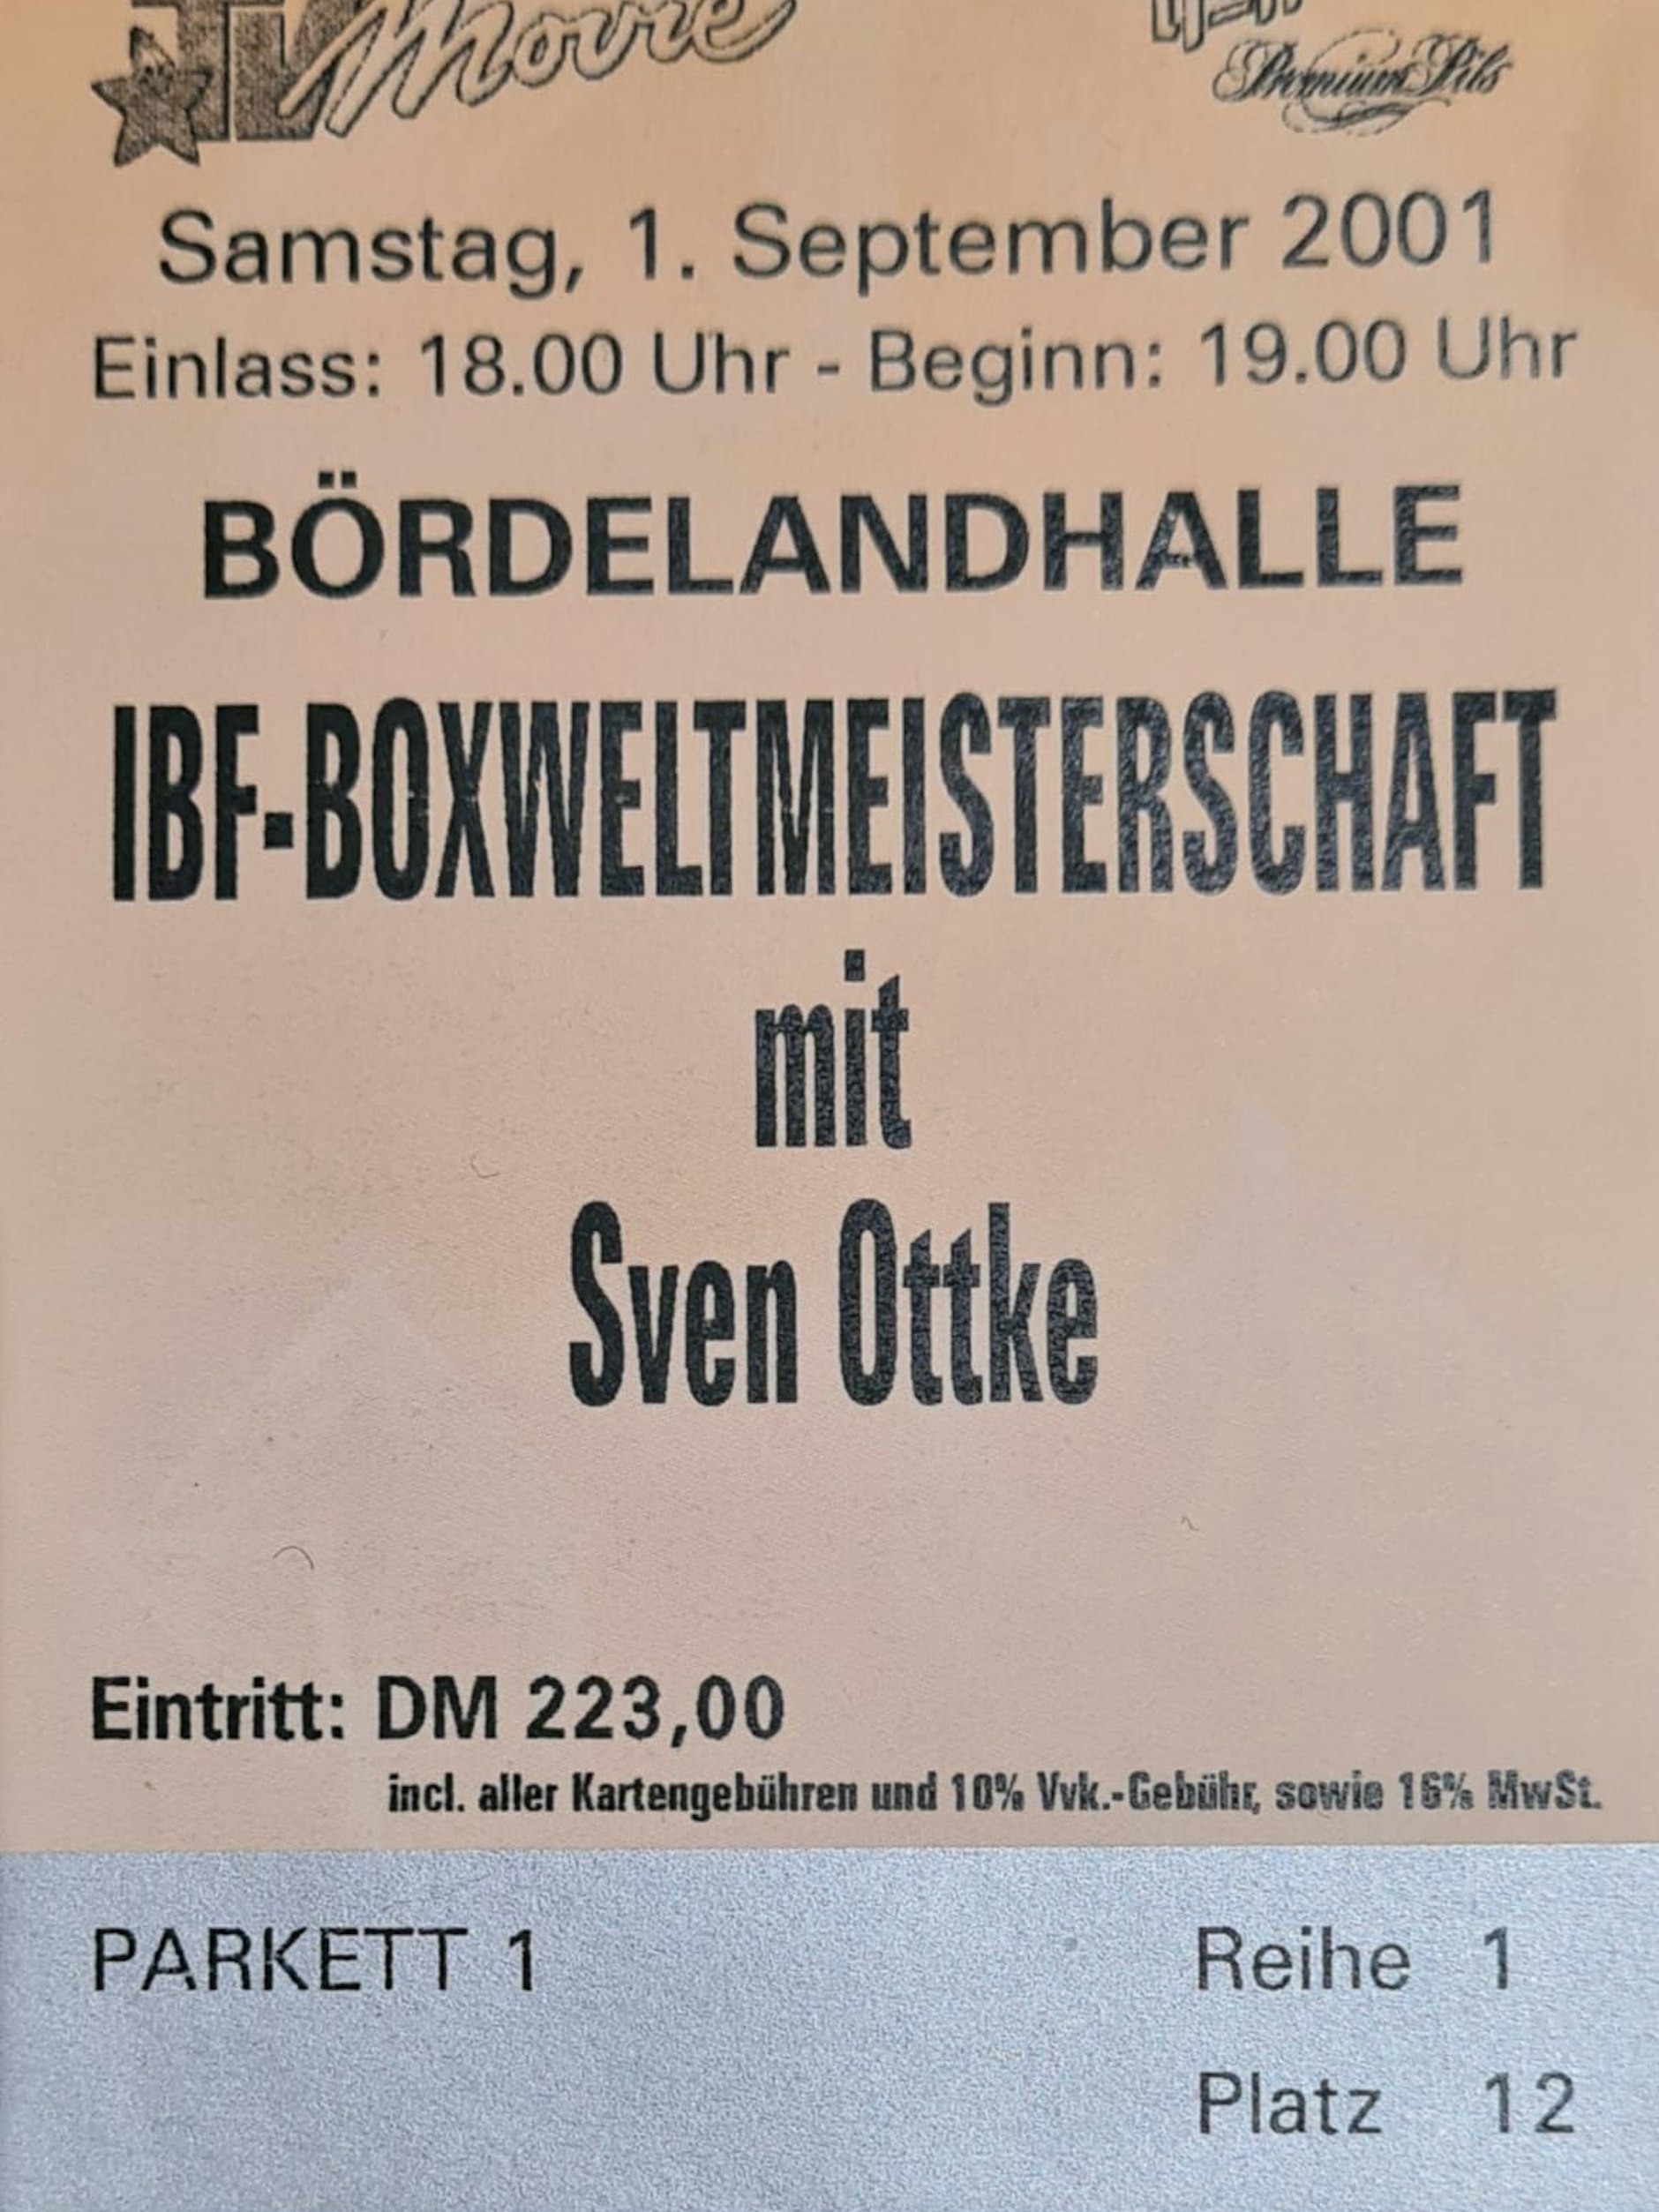 TV Movie
Premium Pils
Samstag, 1. September 2001
Einlass: 18.00 Uhr - Beginn: 19.00 Uhr
BÖRDELANDHALLE
IBF-BOXWELTMEISTERSCHAFT
mit
Sven Ottke
Eintritt: DM 223,00
incl. aller Kartengebühren und 10% Vvk.-Gebühr, sowie 16% MwSt.
PARKETT 1 Reihe 1
Platz 12